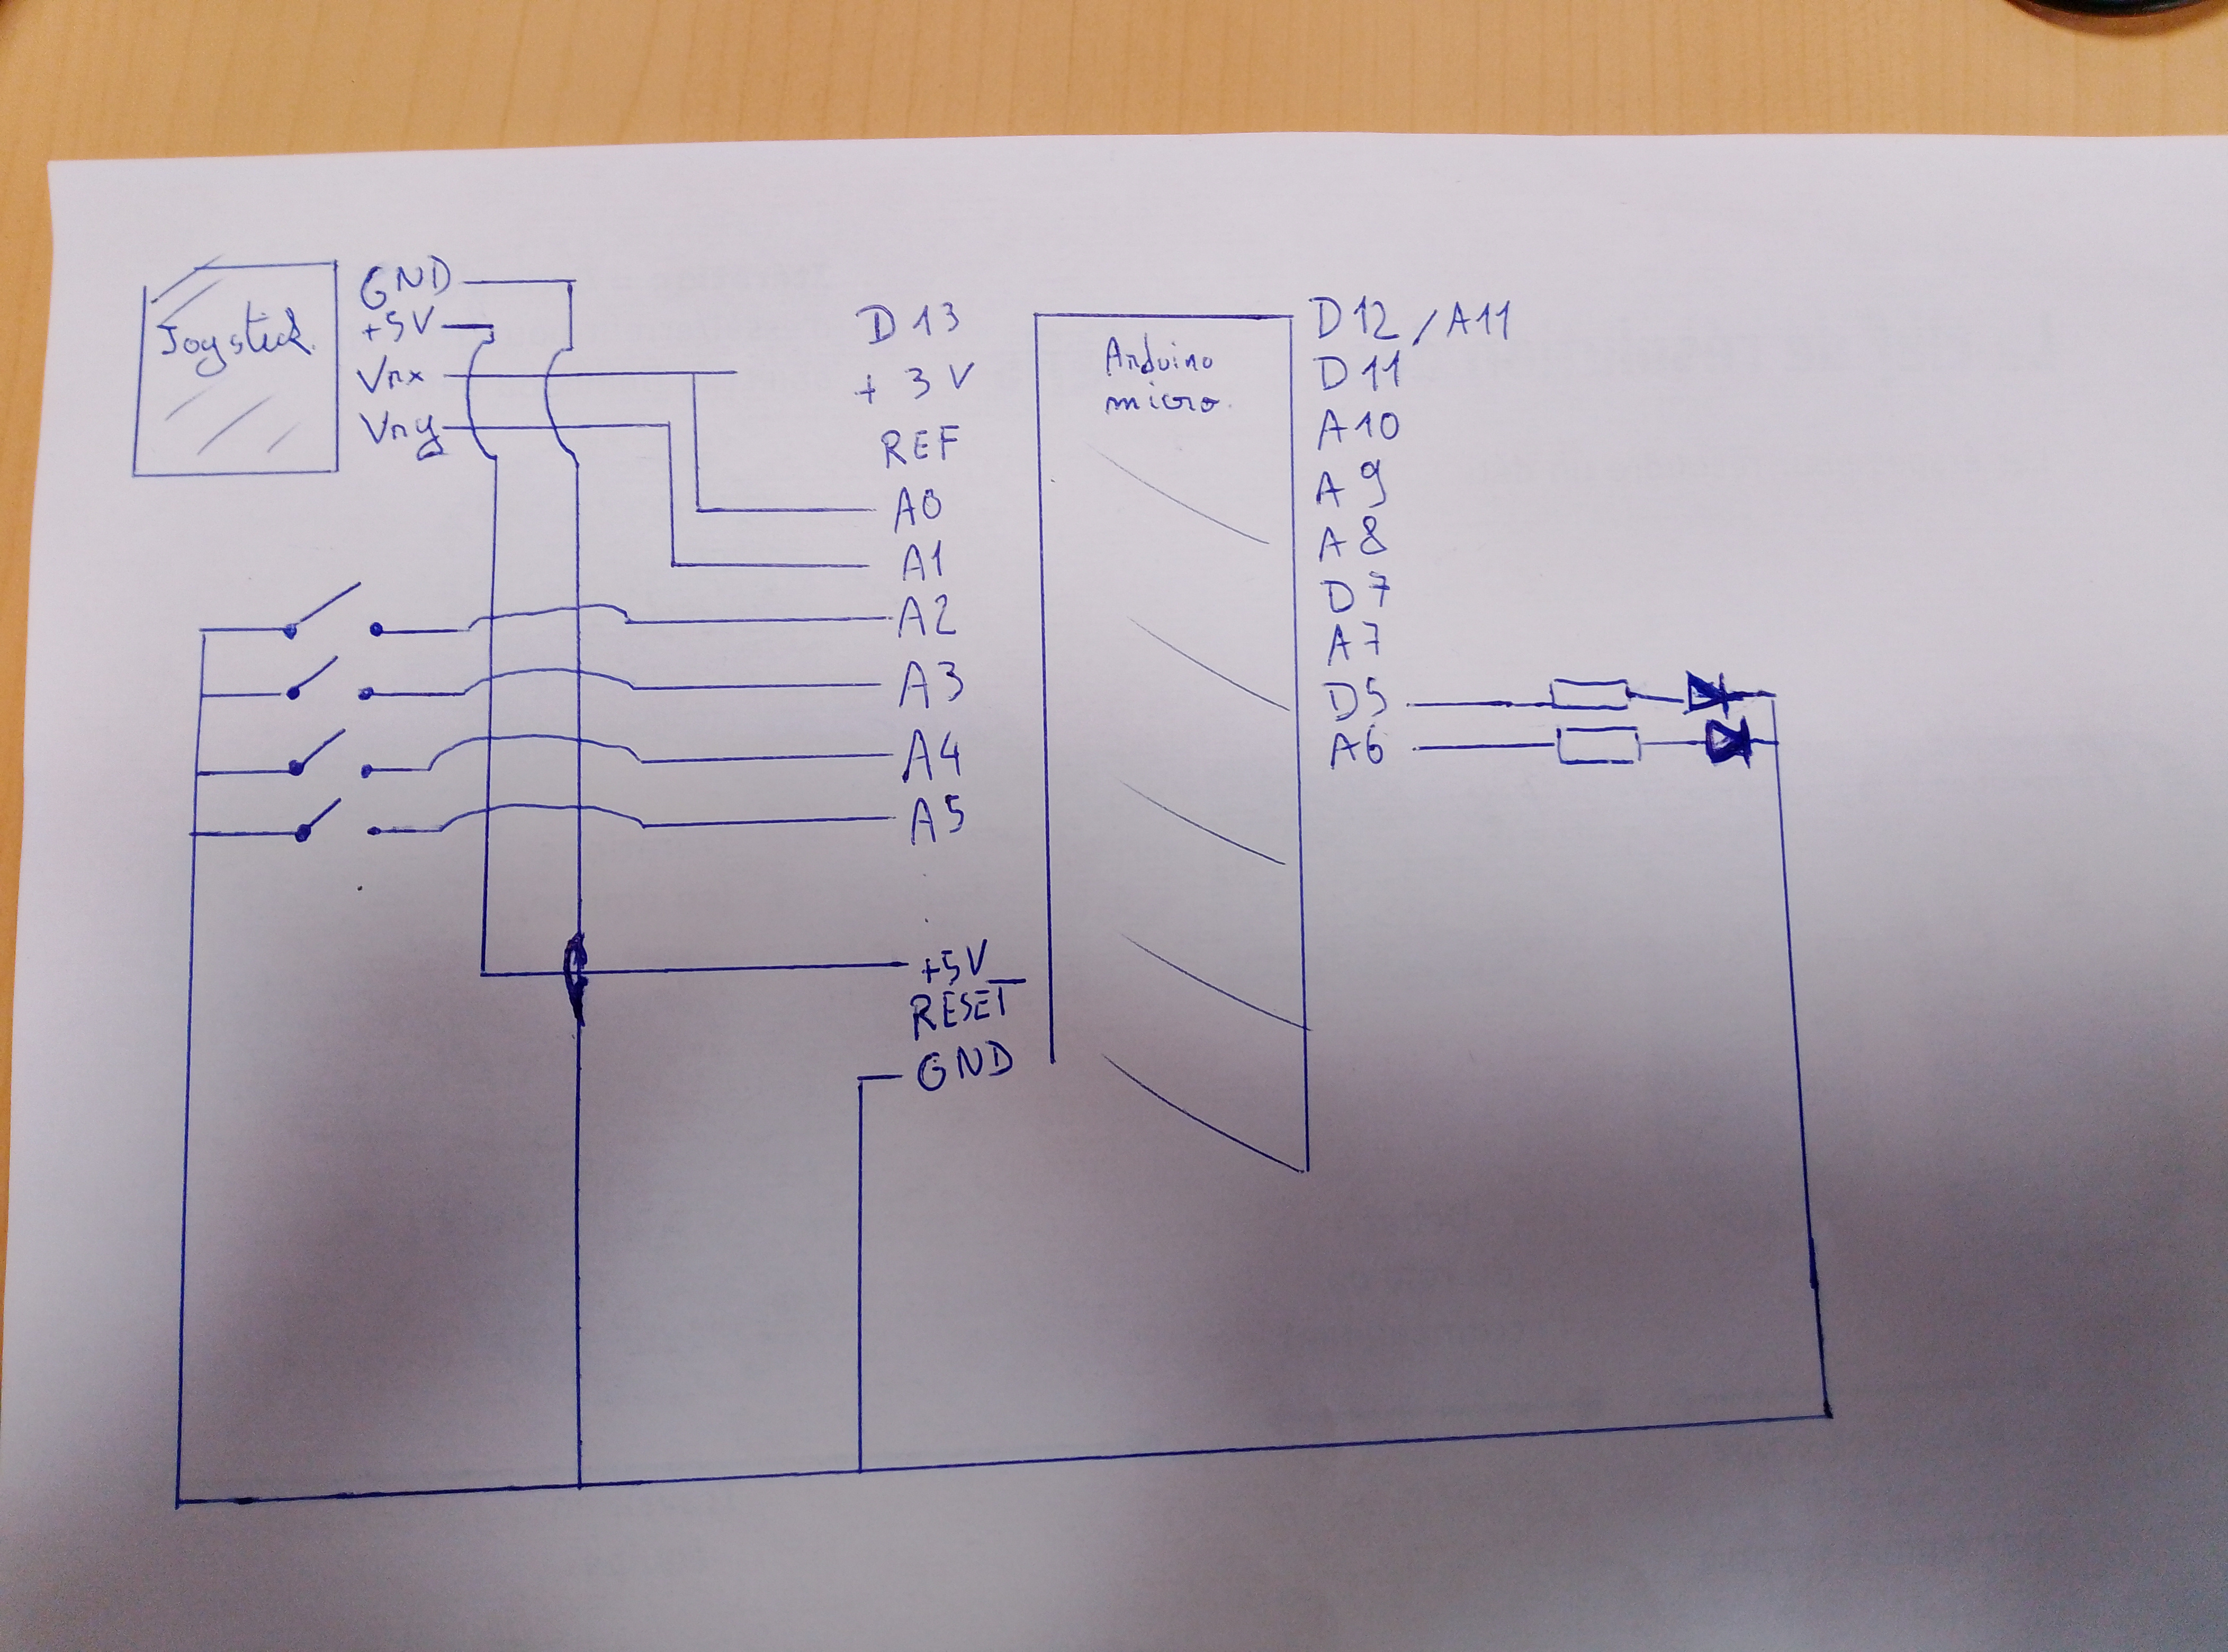 Joystick
GND
+5V
Vrx
Vry
D13
+3V
REF
A0
A1
A2
A3
A4
A5
+5V
RESET
GND
Arduino
micro
D12/A11
D11
A10
A9
A8
D7
A7
D5
A6